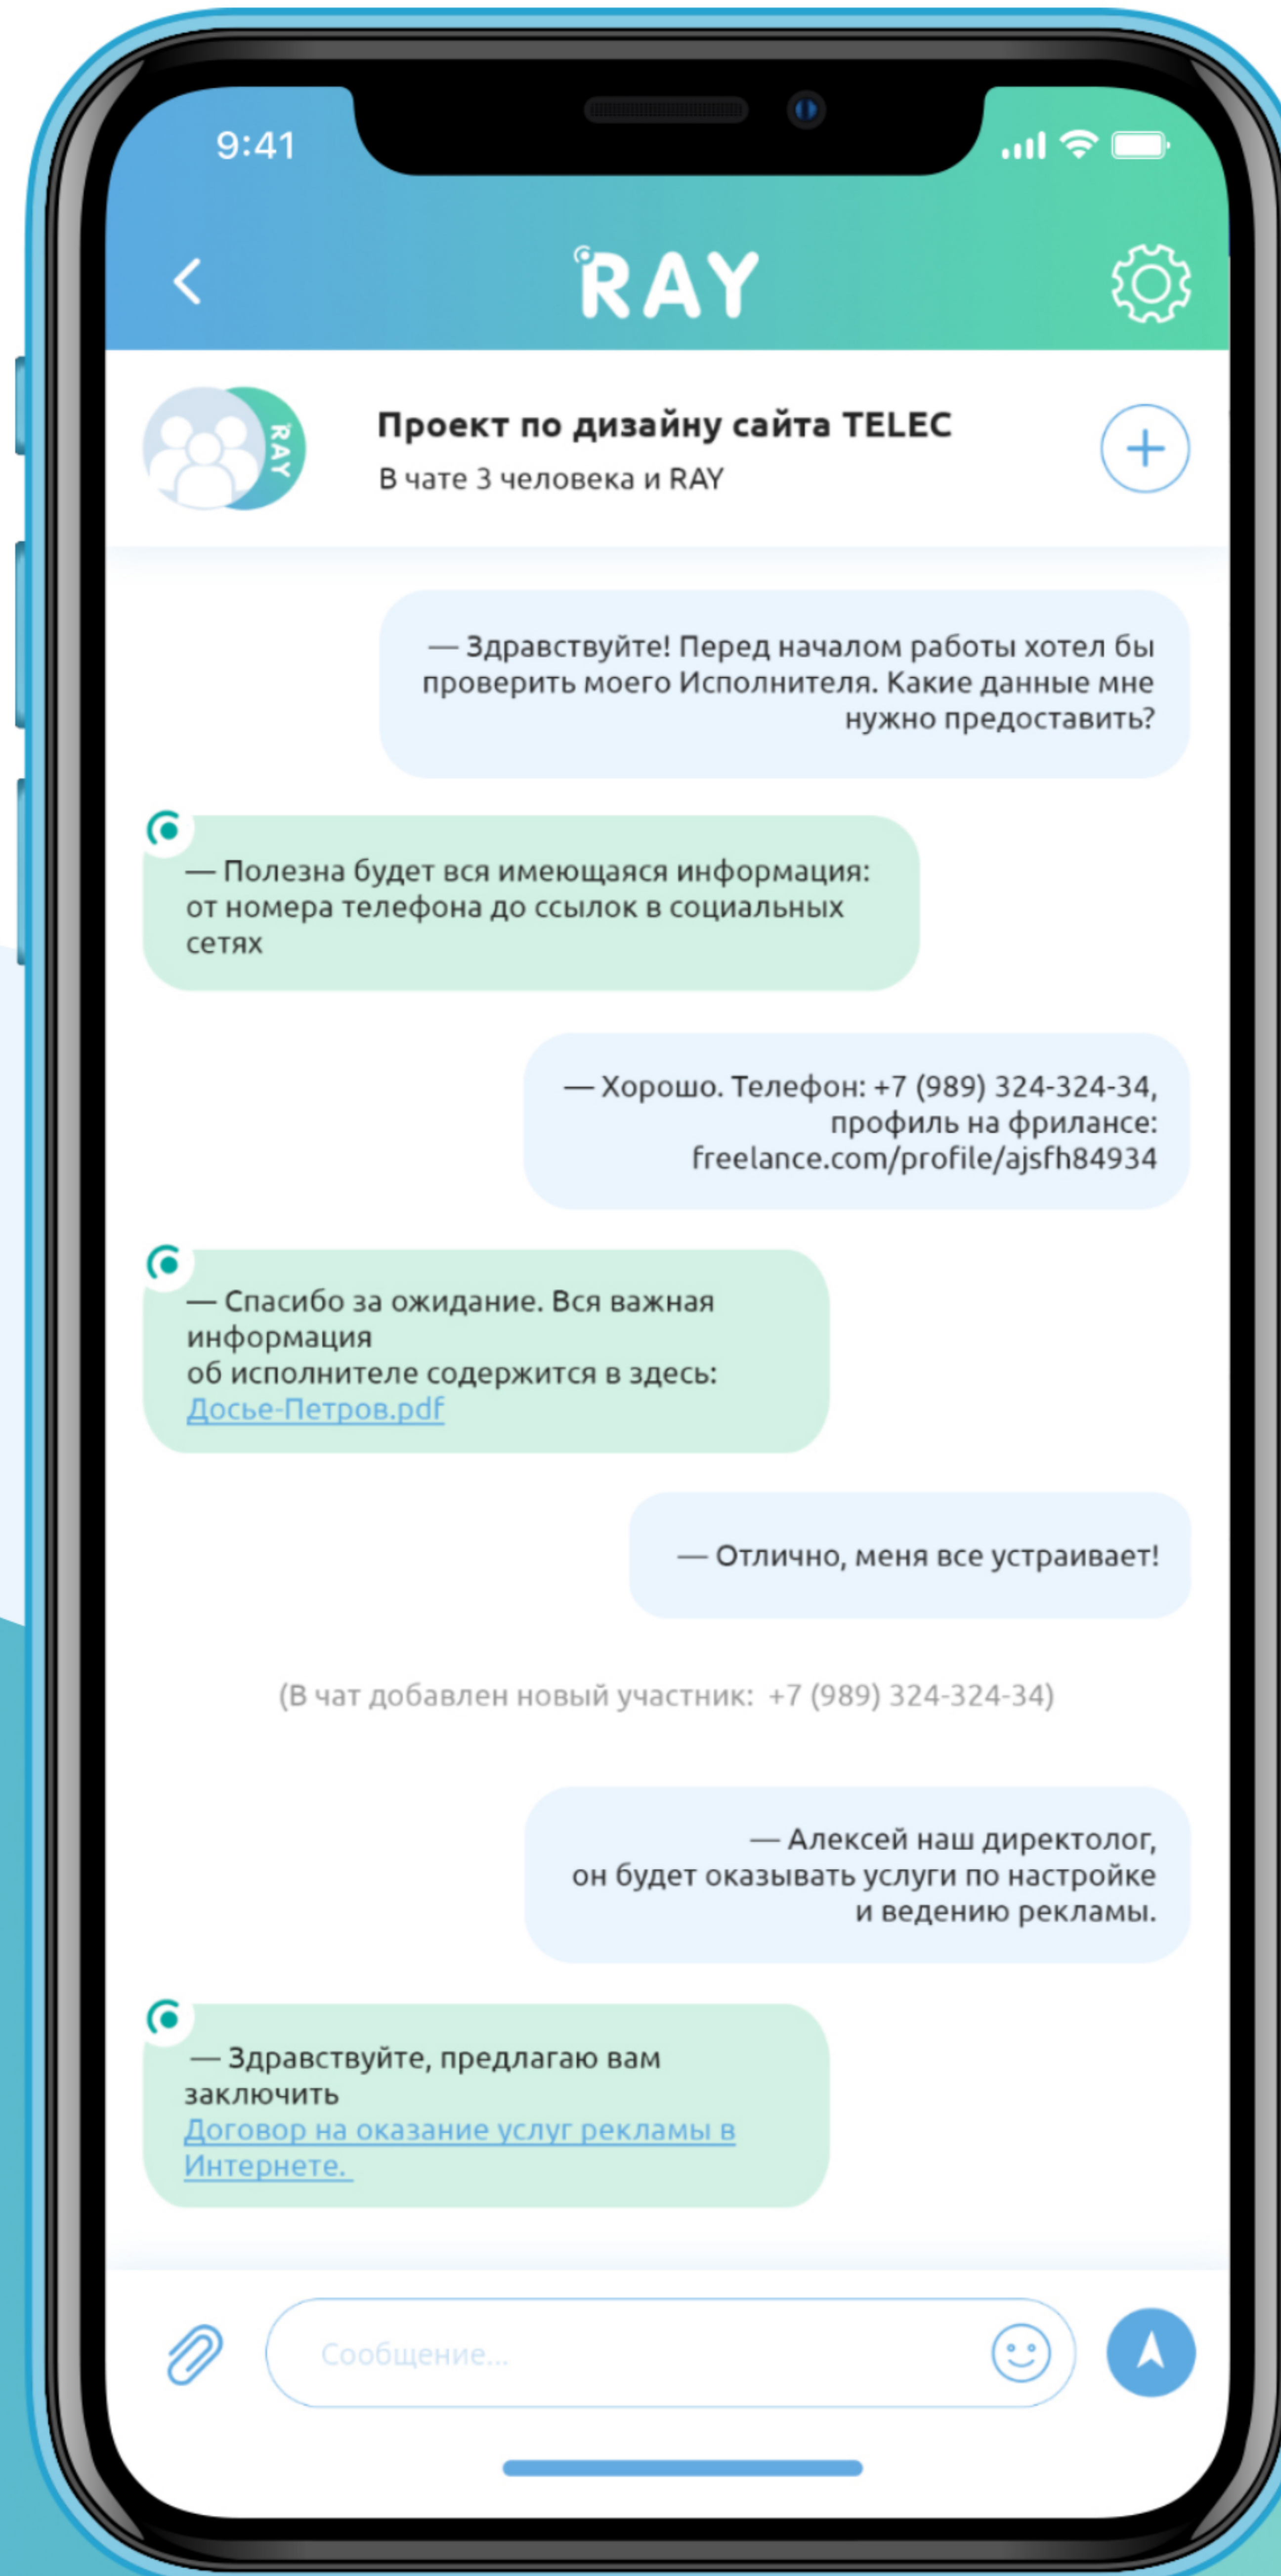 9:41
RAY
RAY
Проект по дизайну сайта TELEC
В чате 3 человека и RAY
— Здравствуйте! Перед началом работы хотел бы
проверить моего Исполнителя. Какие данные мне
нужно предоставить?
— Полезна будет вся имеющаяся информация:
от номера телефона до ссылок в социальных
сетях
— Хорошо. Телефон: +7 (989) 324-324-34,
профиль на фрилансе:
freelance.com/profile/ajsfh84934
— Спасибо за ожидание. Вся важная
информация
об исполнителе содержится в здесь:
Досье-Петров.pdf
— Отлично, меня все устраивает!
(В чат добавлен новый участник: +7 (989) 324-324-34)
— Алексей наш директолог,
он будет оказывать услуги по настройке
и ведению рекламы.
— Здравствуйте, предлагаю вам
заключить
Договор на оказание услуг рекламы в
Интернете.
Сообщение...